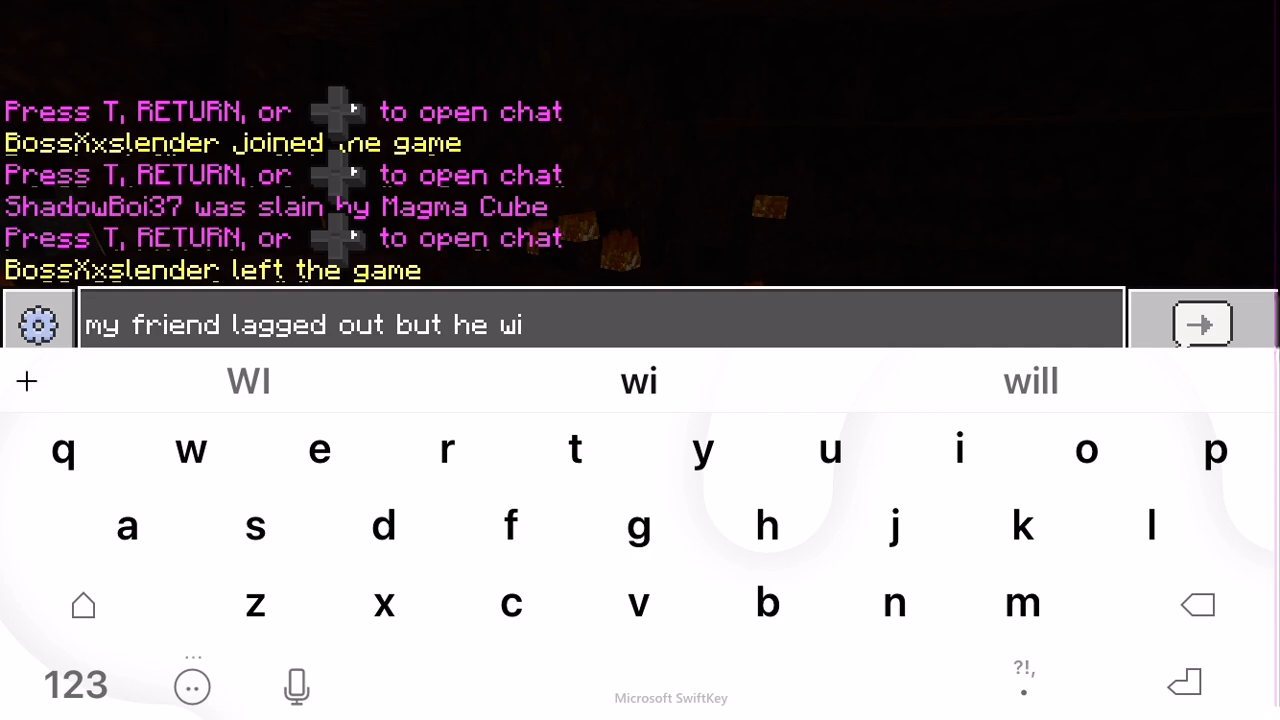 Press T, RETURN, or to open chat
BossXxslender joined the game
Press T, RETURN, or to open chat
ShadowBoi37 was slain by Magma Cube
Press T, RETURN, or to open chat
BossXxslender left the game
my friend lagged out but he wi
WI wi will
q w e r t y u i o p
a s d f g h j k l
z x c v b n m
?!,
123 .
Microsoft SwiftKey